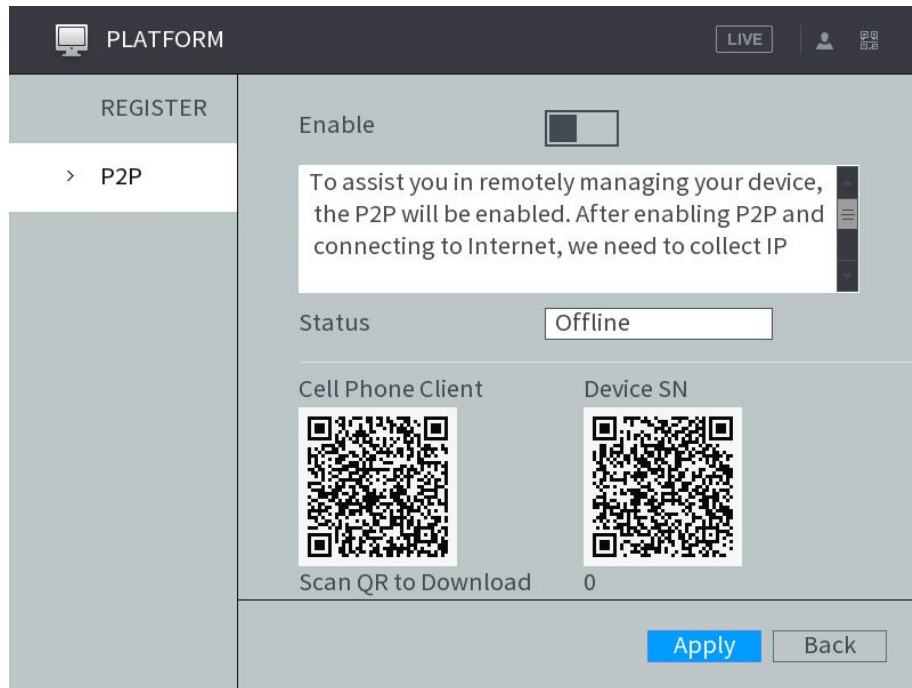 PLATFORM
LIVE
REGISTER
> P2P
Enable
To assist you in remotely managing your device,
the P2P will be enabled. After enabling P2P and
connecting to Internet, we need to collect IP
Status
Offline
Cell Phone Client
Device SN
Scan QR to Download
0
Apply
Back